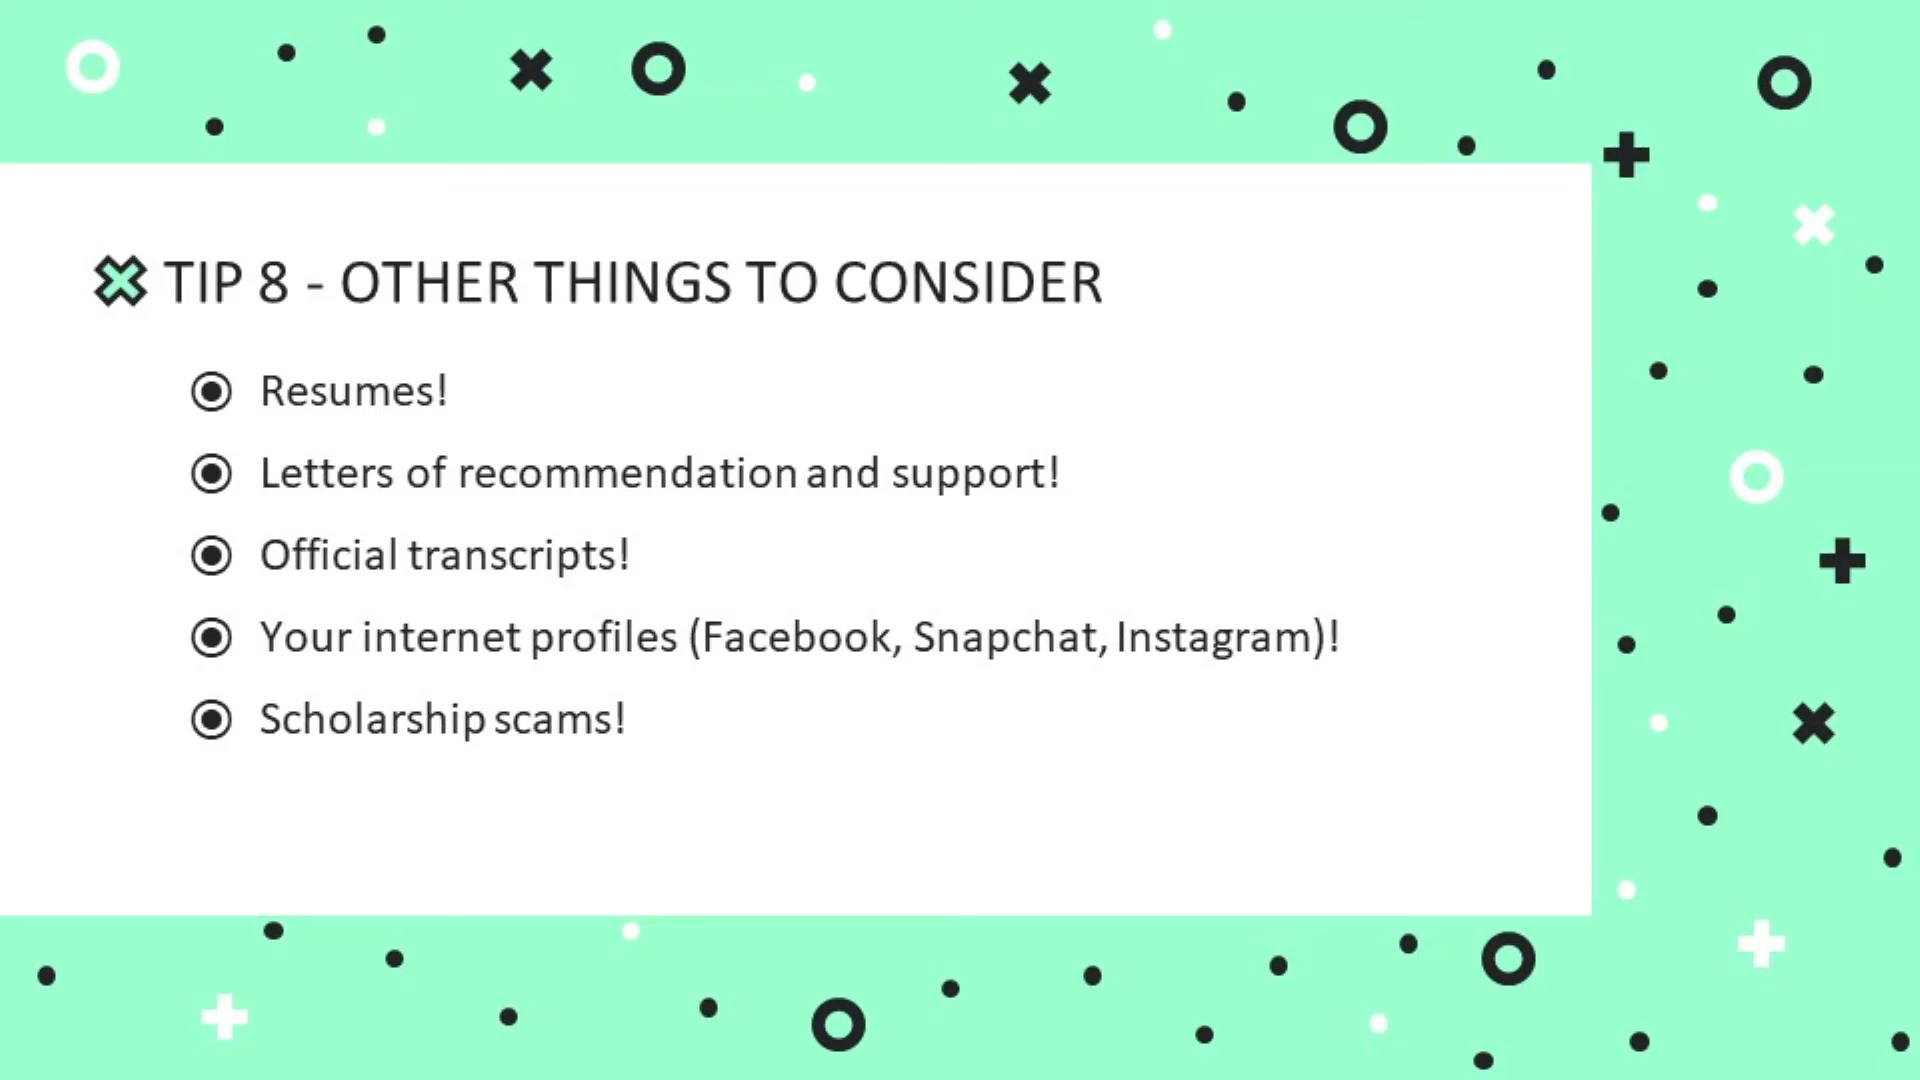 TIP 8 - OTHER THINGS TO CONSIDER
Resumes!
Letters of recommendation and support!
Official transcripts!
Your internet profiles (Facebook, Snapchat, Instagram)!
Scholarship scams!